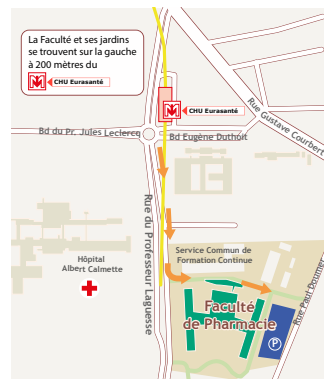 La Faculté et ses jardins
se trouvent sur la gauche
à 200 mètres du
CHU Eurasanté
CHU Eurasanté
Rue Gustave Courbert
Bd du Pr. Jules Leclercq
Bd Eugène Duthoit
Rue du Professeur Laguesse
Service Commun de
Formation Continue
Hôpital
Albert Calmette
Faculté
de Pharmacie
Rue Paul Doumer
P